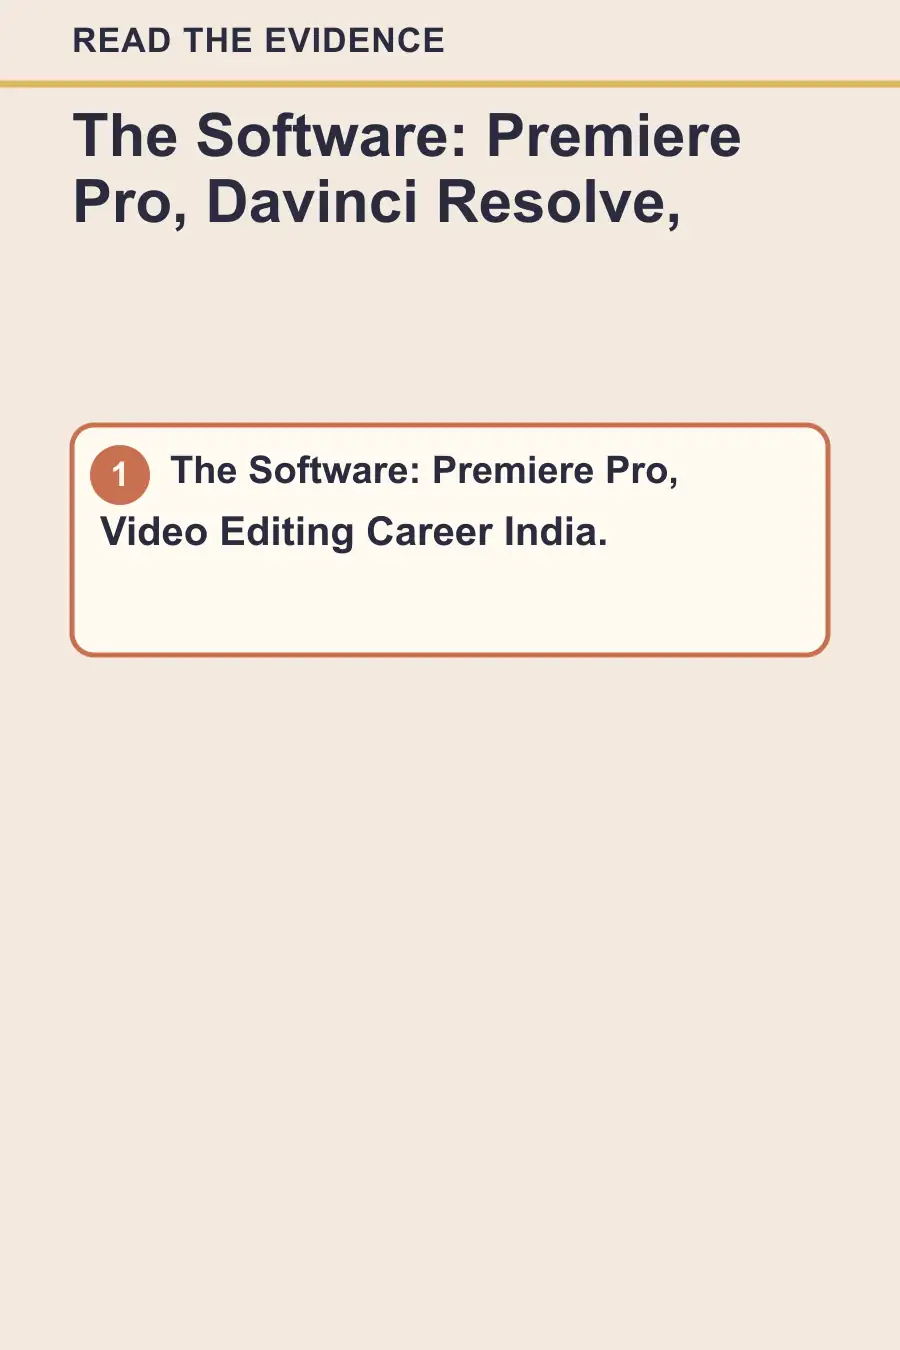 READ THE EVIDENCE
The Software: Premiere
Pro, Davinci Resolve,
1 The Software: Premiere Pro,
Video Editing Career India.